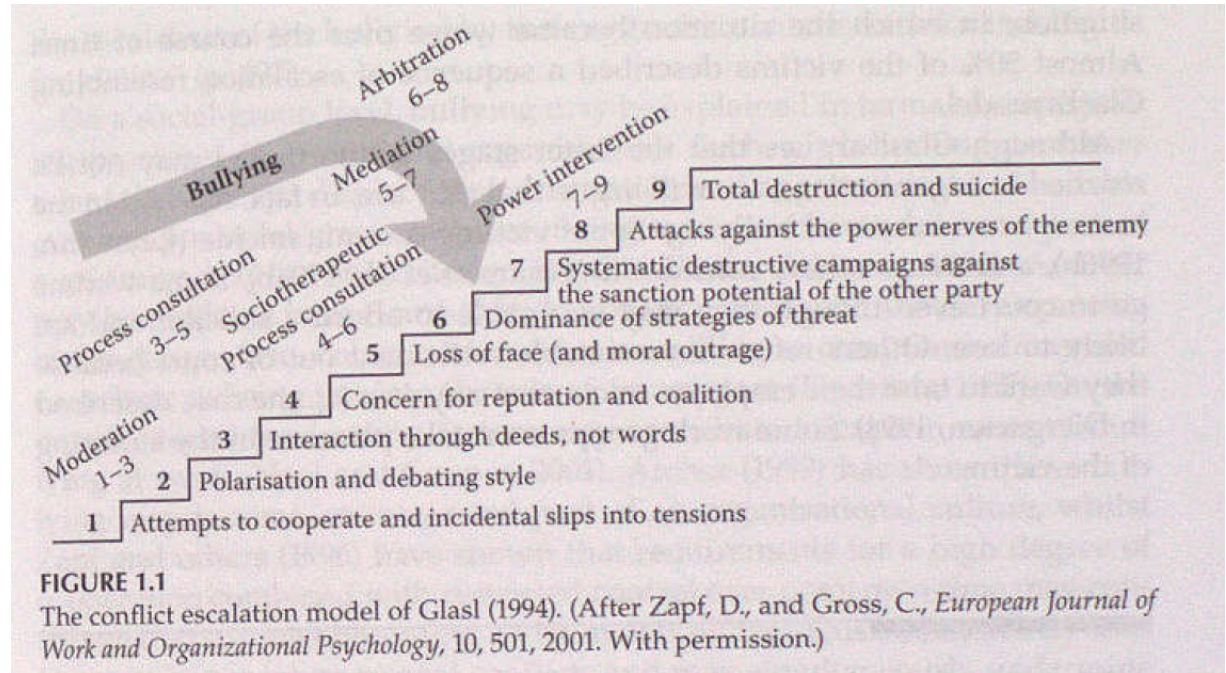 Arbitration
6–8
Bullying
Mediation
5–7
Power intervention
7–9
Process consultation
3–5
Sociotherapeutic
Process consultation
4–6
Moderation
1–3
9 Total destruction and suicide
8 Attacks against the power nerves of the enemy
7 Systematic destructive campaigns against
the sanction potential of the other party
6 Dominance of strategies of threat
5 Loss of face (and moral outrage)
4 Concern for reputation and coalition
3 Interaction through deeds, not words
2 Polarisation and debating style
1 Attempts to cooperate and incidental slips into tensions
FIGURE 1.1
The conflict escalation model of Glasl (1994). (After Zapf, D., and Gross, C., European Journal of
Work and Organizational Psychology, 10, 501, 2001. With permission.)